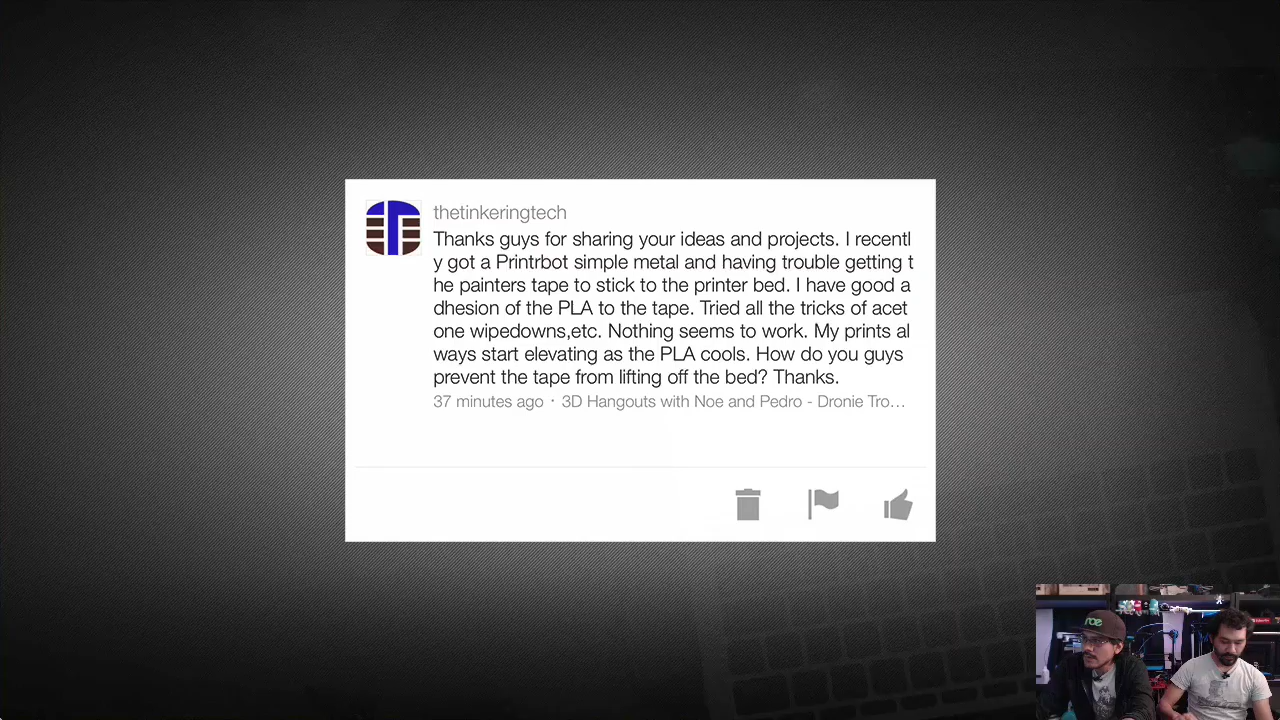 thetinkeringtech
Thanks guys for sharing your ideas and projects. I recentl
y got a Printrbot simple metal and having trouble getting t
he painters tape to stick to the printer bed. I have good a
dhesion of the PLA to the tape. Tried all the tricks of acet
one wipedowns,etc. Nothing seems to work. My prints al
ways start elevating as the PLA cools. How do you guys
prevent the tape from lifting off the bed? Thanks.
37 minutes ago · 3D Hangouts with Noe and Pedro - Dronie Tro…
noe